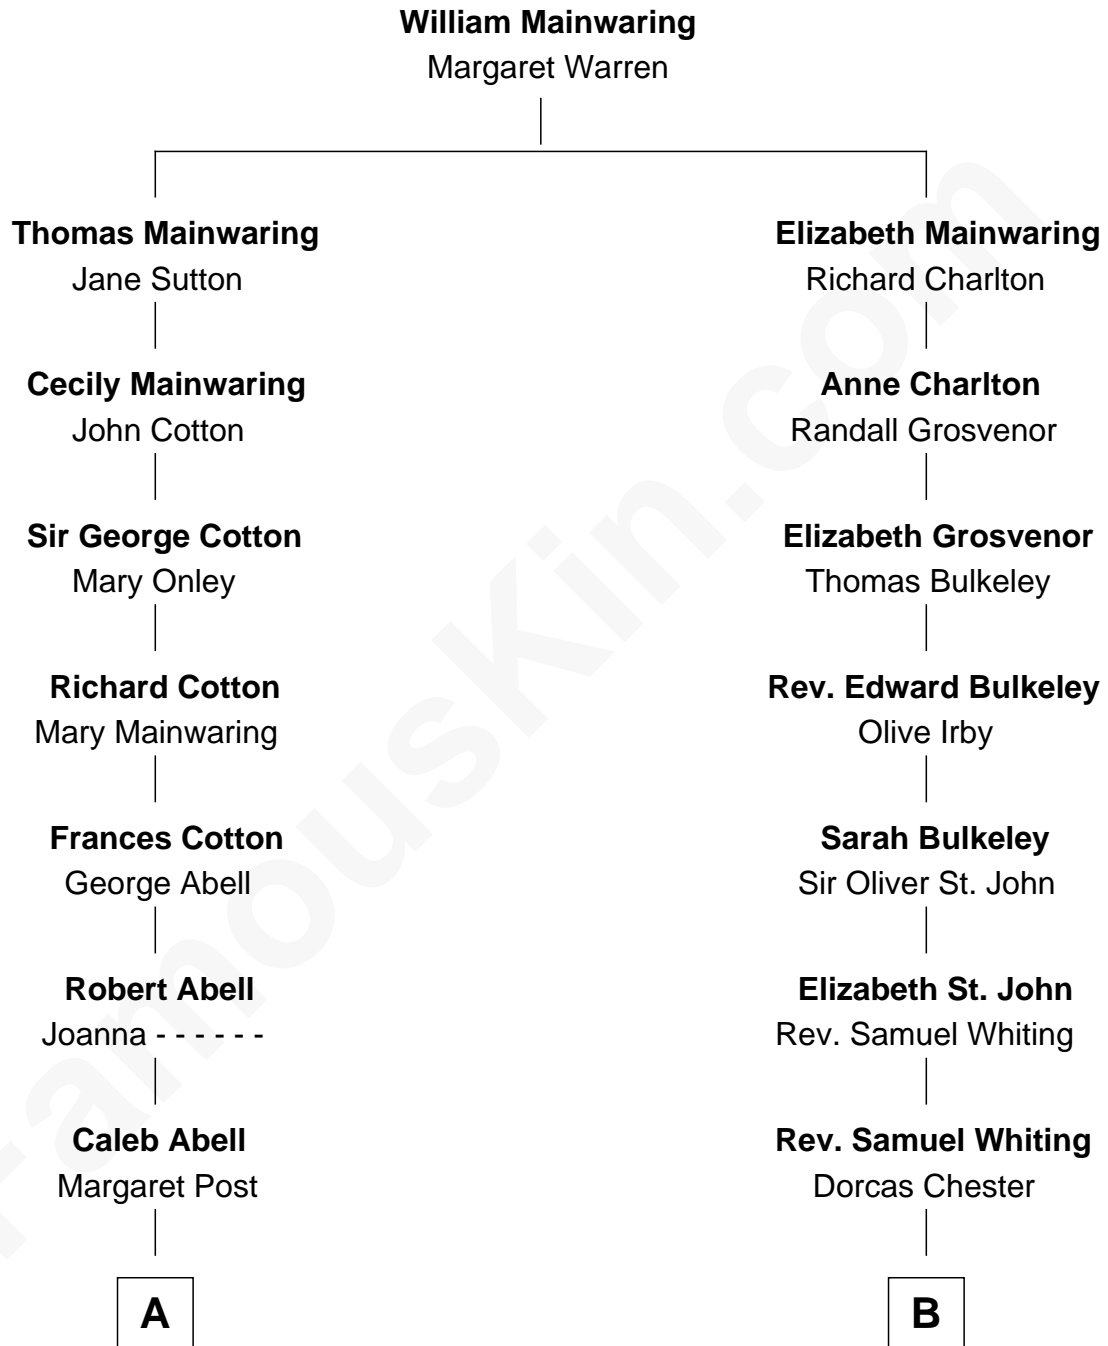 William Mainwaring
Margaret Warren
Thomas Mainwaring
Jane Sutton
Cecily Mainwaring
John Cotton
Sir George Cotton
Mary Onley
Richard Cotton
Mary Mainwaring
Frances Cotton
George Abell
Robert Abell
Joanna - - - - - -
Caleb Abell
Margaret Post
A
Elizabeth Mainwaring
Richard Charlton
Anne Charlton
Randall Grosvenor
Elizabeth Grosvenor
Thomas Bulkeley
Rev. Edward Bulkeley
Olive Irby
Sarah Bulkeley
Sir Oliver St. John
Elizabeth St. John
Rev. Samuel Whiting
Rev. Samuel Whiting
Dorcas Chester
B
FamousKin.com